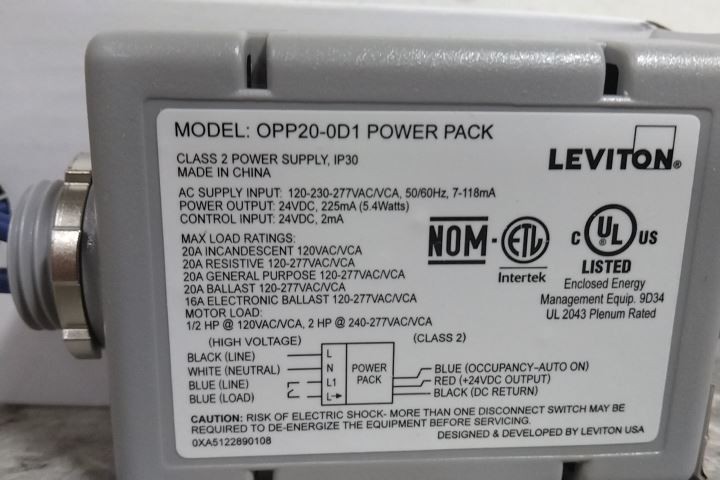 MODEL: OPP20-0D1 POWER PACK
LEVITON®
CLASS 2 POWER SUPPLY, IP30
MADE IN CHINA
AC SUPPLY INPUT: 120-230-277VAC/VCA, 50/60Hz, 7-118mA
POWER OUTPUT: 24VDC, 225mA (5.4Watts)
CONTROL INPUT: 24VDC, 2mA
MAX LOAD RATINGS:
20A INCANDESCENT 120VAC/VCA
20A RESISTIVE 120-277VAC/VCA
20A GENERAL PURPOSE 120-277VAC/VCA
20A BALLAST 120-277VAC/VCA
16A ELECTRONIC BALLAST 120-277VAC/VCA
MOTOR LOAD:
1/2 HP @ 120VAC/VCA, 2 HP @ 240-277VAC/VCA
NOM - ETL
Intertek
C UL ® US
LISTED
Enclosed Energy
Management Equip. 9D34
UL 2043 Plenum Rated
(HIGH VOLTAGE) (CLASS 2)
BLACK (LINE) L
WHITE (NEUTRAL) N
BLUE (LINE) L1
BLUE (LOAD) L
POWER
PACK
BLUE (OCCUPANCY–AUTO ON)
RED (+24VDC OUTPUT)
BLACK (DC RETURN)
CAUTION: RISK OF ELECTRIC SHOCK- MORE THAN ONE DISCONNECT SWITCH MAY BE
REQUIRED TO DE-ENERGIZE THE EQUIPMENT BEFORE SERVICING.
0XA5122890108 DESIGNED & DEVELOPED BY LEVITON USA